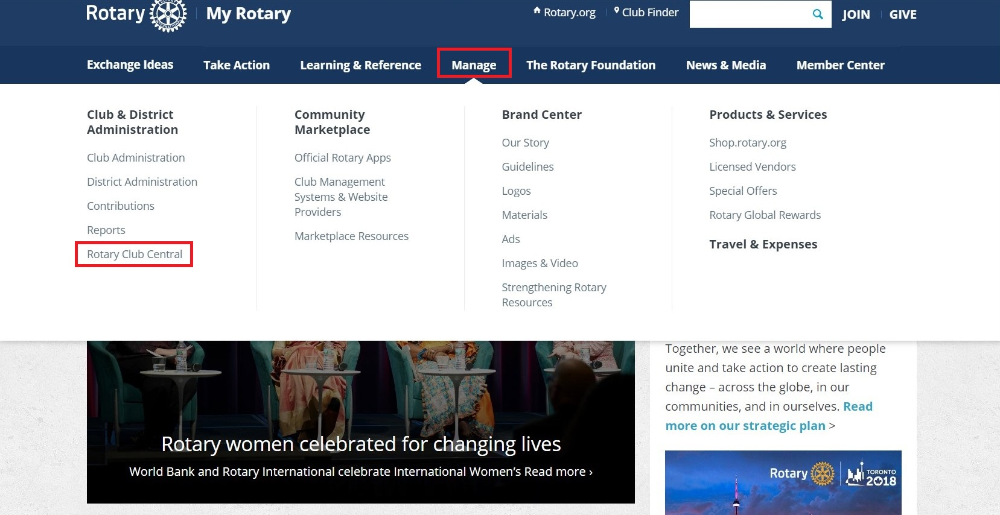 Rotary
My Rotary
Rotary.org
Club Finder
JOIN
GIVE
Exchange Ideas
Take Action
Learning & Reference
Manage
The Rotary Foundation
News & Media
Member Center
Club & District
Administration
Club Administration
District Administration
Contributions
Reports
Rotary Club Central
Community
Marketplace
Official Rotary Apps
Club Management
Systems & Website
Providers
Marketplace Resources
Brand Center
Our Story
Guidelines
Logos
Materials
Ads
Images & Video
Strengthening Rotary
Resources
Products & Services
Shop.rotary.org
Licensed Vendors
Special Offers
Rotary Global Rewards
Travel & Expenses
Rotary women celebrated for changing lives
World Bank and Rotary International celebrate International Women’s Read more ›
Together, we see a world where people
unite and take action to create lasting
change – across the globe, in our
communities, and in ourselves. Read
more on our strategic plan >
Rotary
TORONTO
2018